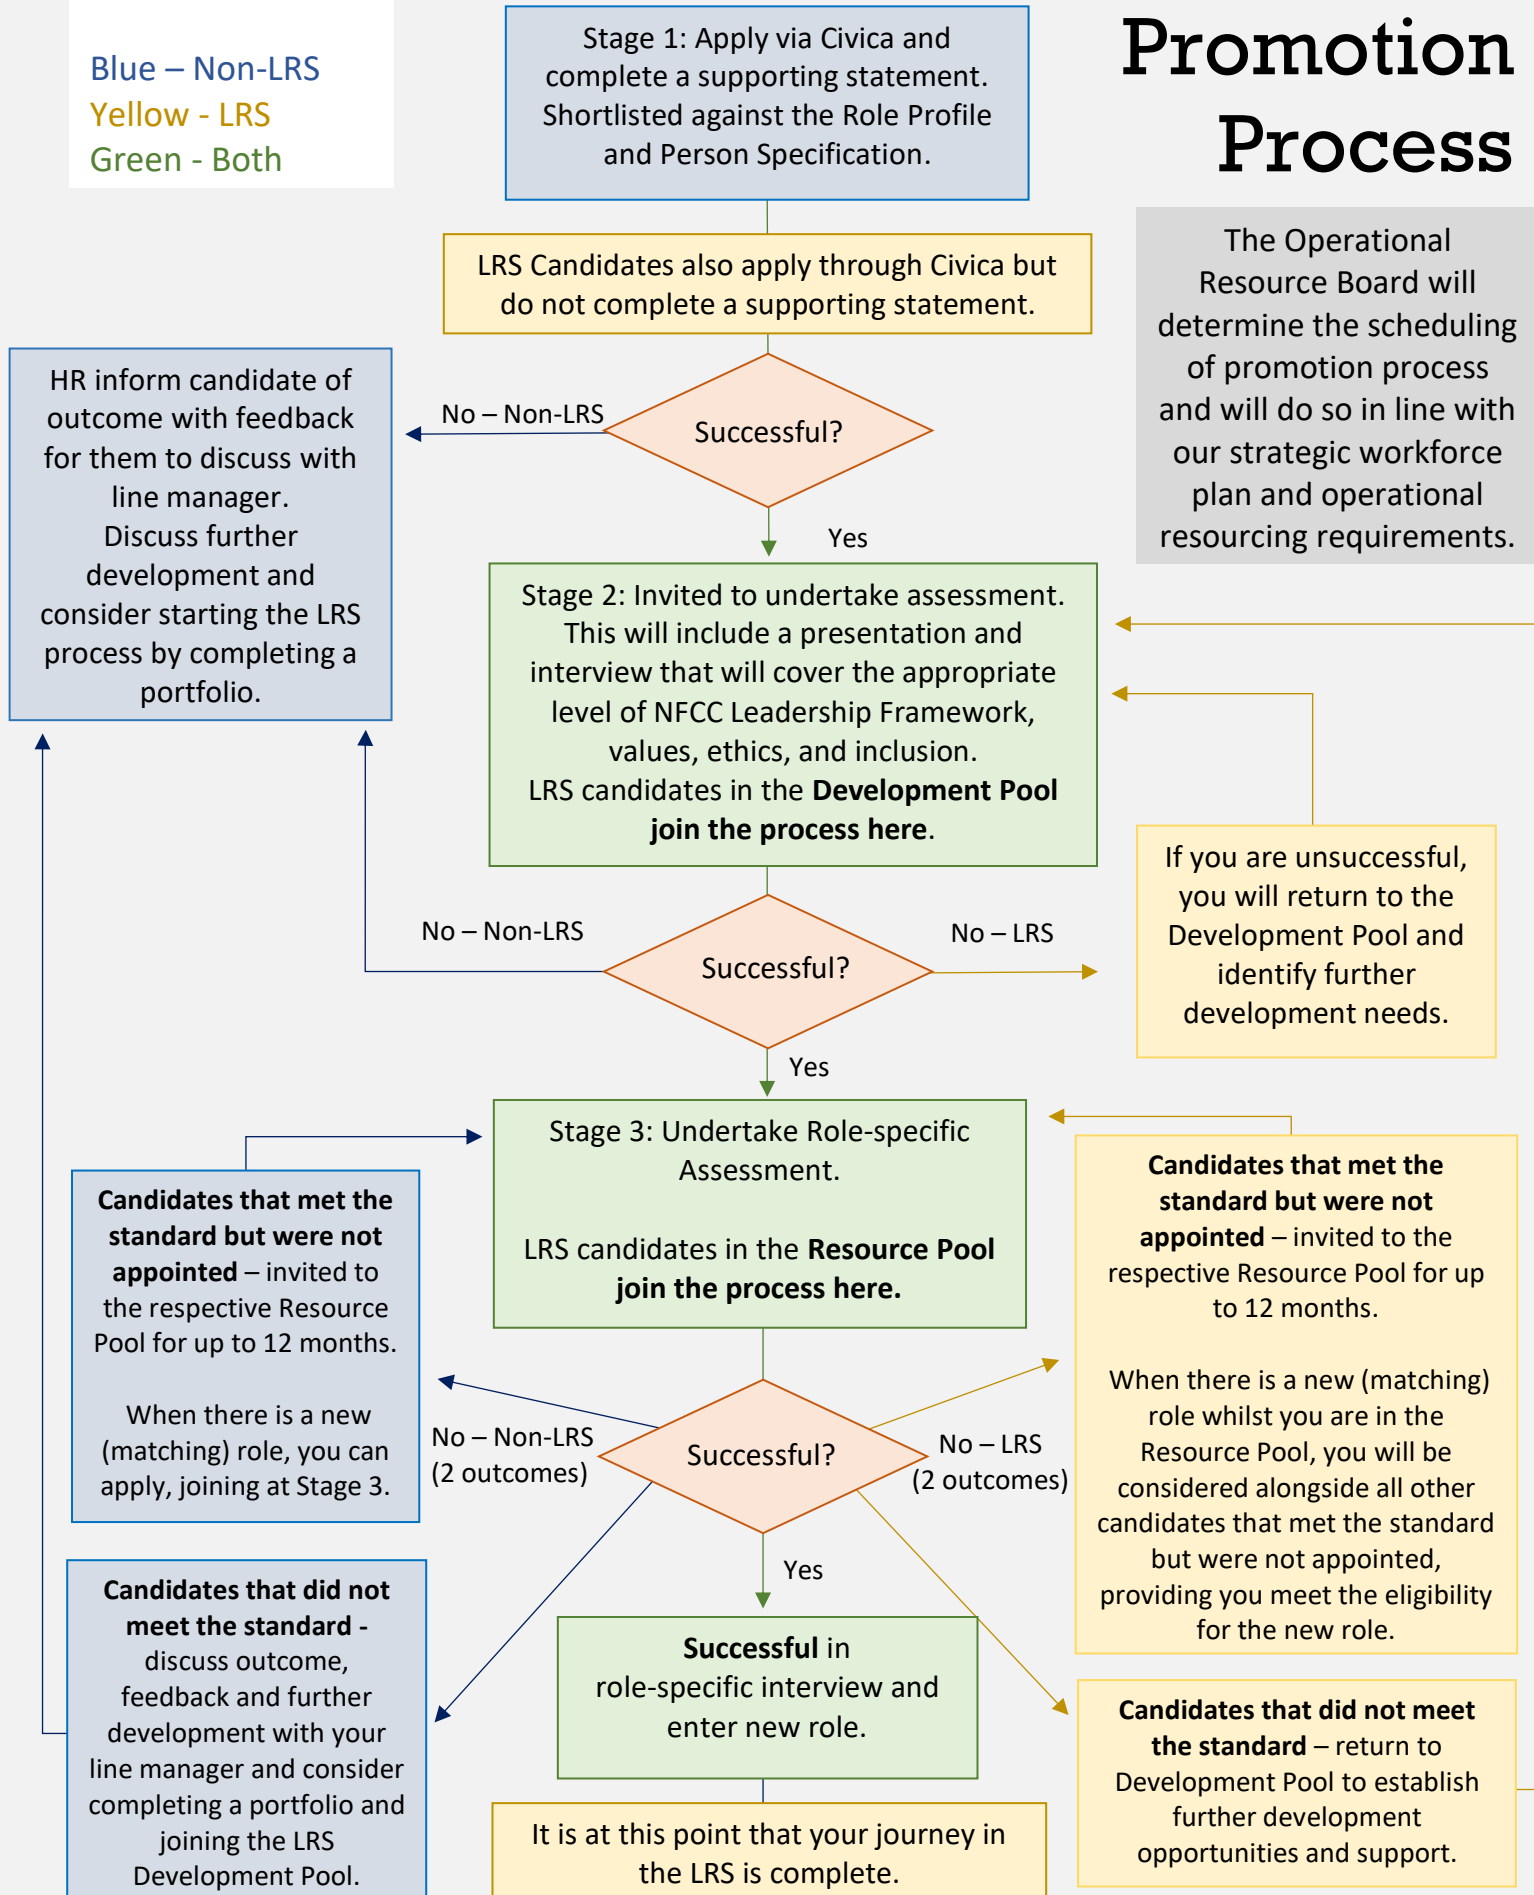 Blue – Non-LRS
Yellow - LRS
Green - Both
Stage 1: Apply via Civica and
complete a supporting statement.
Shortlisted against the Role Profile
and Person Specification.
Promotion
Process
The Operational
Resource Board will
determine the scheduling
of promotion process
and will do so in line with
our strategic workforce
plan and operational
resourcing requirements.
LRS Candidates also apply through Civica but
do not complete a supporting statement.
Successful?
No – Non-LRS
HR inform candidate of
outcome with feedback
for them to discuss with
line manager.
Discuss further
development and
consider starting the LRS
process by completing a
portfolio.
Yes
Stage 2: Invited to undertake assessment.
This will include a presentation and
interview that will cover the appropriate
level of NFCC Leadership Framework,
values, ethics, and inclusion.
LRS candidates in the Development Pool
join the process here.
Successful?
No – Non-LRS
No – LRS
If you are unsuccessful,
you will return to the
Development Pool and
identify further
development needs.
Yes
Stage 3: Undertake Role-specific
Assessment.
LRS candidates in the Resource Pool
join the process here.
Candidates that met the
standard but were not
appointed – invited to
the respective Resource
Pool for up to 12 months.
When there is a new
(matching) role, you can
apply, joining at Stage 3.
Candidates that met the
standard but were not
appointed – invited to the
respective Resource Pool for up
to 12 months.
When there is a new (matching)
role whilst you are in the
Resource Pool, you will be
considered alongside all other
candidates that met the standard
but were not appointed,
providing you meet the eligibility
for the new role.
No – Non-LRS
(2 outcomes)
Successful?
No – LRS
(2 outcomes)
Yes
Candidates that did not
meet the standard -
discuss outcome,
feedback and further
development with your
line manager and consider
completing a portfolio and
joining the LRS
Development Pool.
Successful in
role-specific interview and
enter new role.
Candidates that did not meet
the standard – return to
Development Pool to establish
further development
opportunities and support.
It is at this point that your journey in
the LRS is complete.